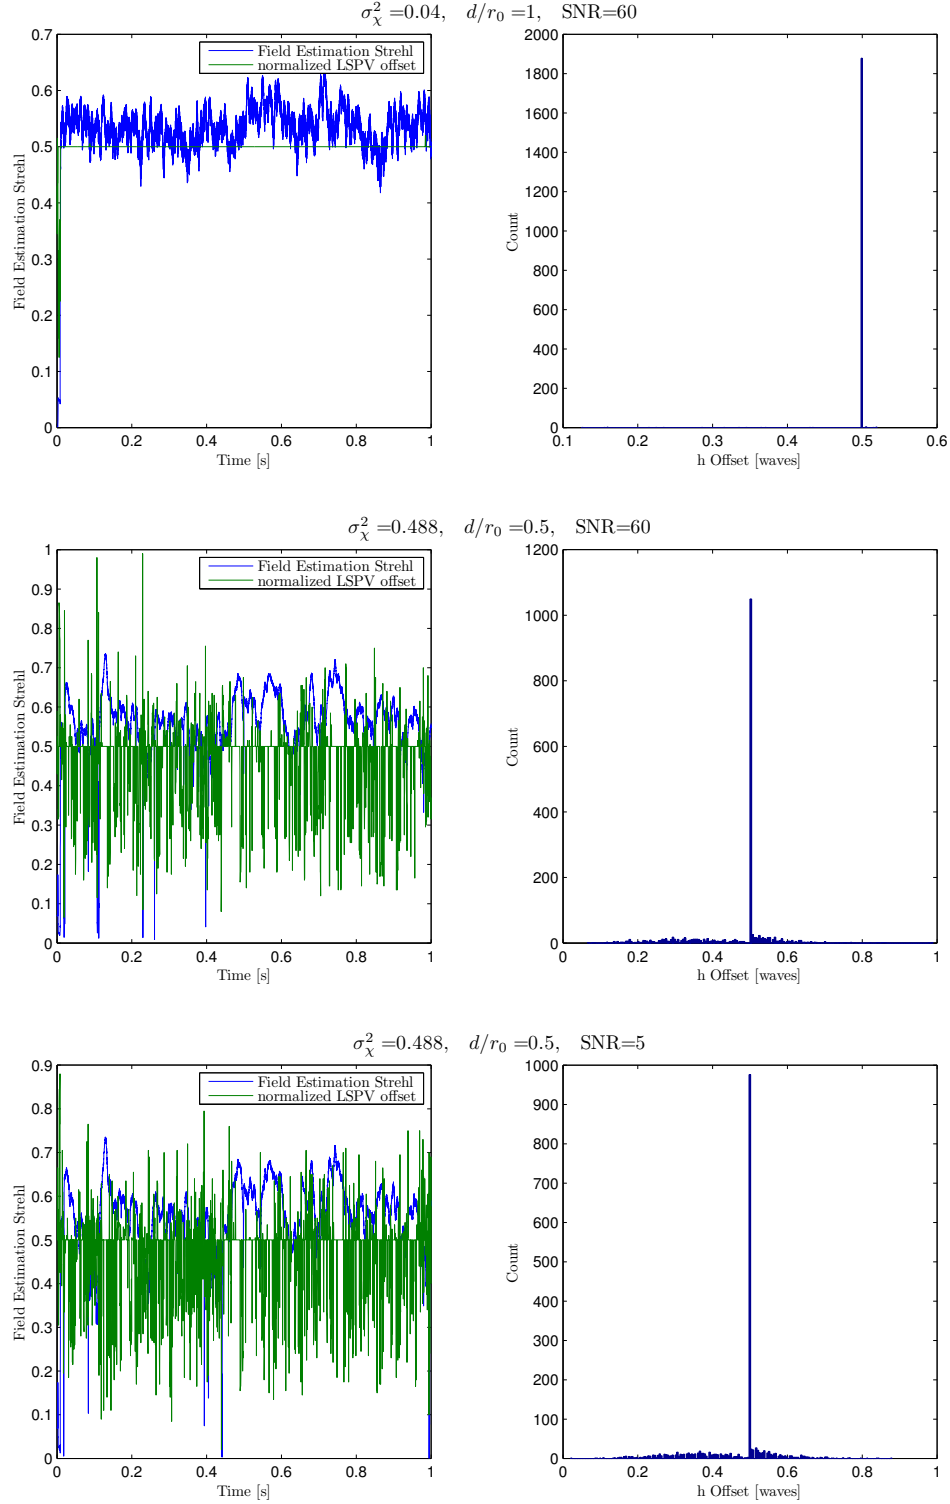 σ²χ =0.04, d/r₀ =1, SNR=60
Field Estimation Strehl
0.7
0.6
0.5
0.4
0.3
0.2
0.1
0
Field Estimation Strehl
normalized LSPV offset
0 0.2 0.4 0.6 0.8 1
Time [s]
Count
2000
1800
1600
1400
1200
1000
800
600
400
200
0
0.1 0.2 0.3 0.4 0.5 0.6
h Offset [waves]
σ²χ =0.488, d/r₀ =0.5, SNR=60
Field Estimation Strehl
1
0.9
0.8
0.7
0.6
0.5
0.4
0.3
0.2
0.1
0
Field Estimation Strehl
normalized LSPV offset
0 0.2 0.4 0.6 0.8 1
Time [s]
Count
1200
1000
800
600
400
200
0
0 0.2 0.4 0.6 0.8 1
h Offset [waves]
σ²χ =0.488, d/r₀ =0.5, SNR=5
Field Estimation Strehl
0.9
0.8
0.7
0.6
0.5
0.4
0.3
0.2
0.1
0
Field Estimation Strehl
normalized LSPV offset
0 0.2 0.4 0.6 0.8 1
Time [s]
Count
1000
900
800
700
600
500
400
300
200
100
0
0 0.2 0.4 0.6 0.8 1
h Offset [waves]